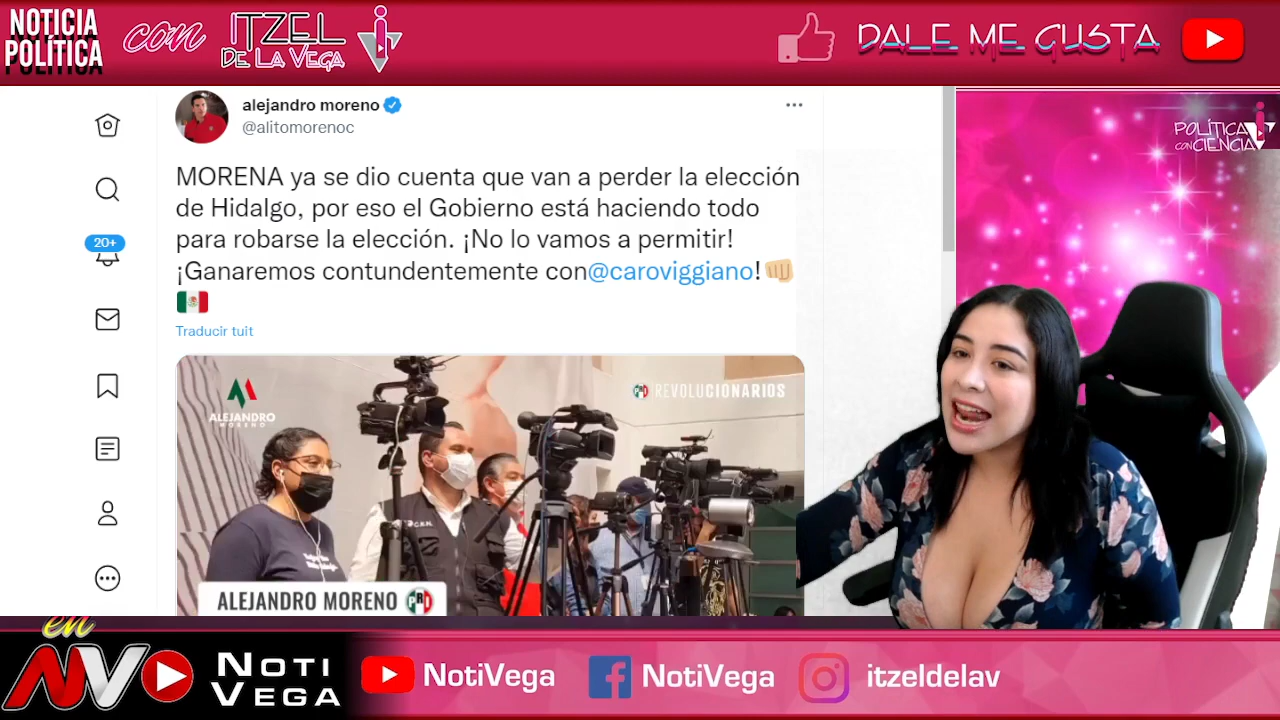 NOTICIA
POLÍTICA
con
ITZEL
DE LA VEGA
DALE ME GUSTA
alejandro moreno
@alitomorenoc
20+
MORENA ya se dio cuenta que van a perder la elección
de Hidalgo, por eso el Gobierno está haciendo todo
para robarse la elección. ¡No lo vamos a permitir!
¡Ganaremos contundentemente con@caroviggiano!
Traducir tuit
ALEJANDRO
MORENO
PRI REVOLUCIONARIOS
C.E.N.
ALEJANDRO MORENO PRI
POLÍTICA
CON CIENCIA
en
NV
NOTI
VEGA
NotiVega
NotiVega
itzeldelav